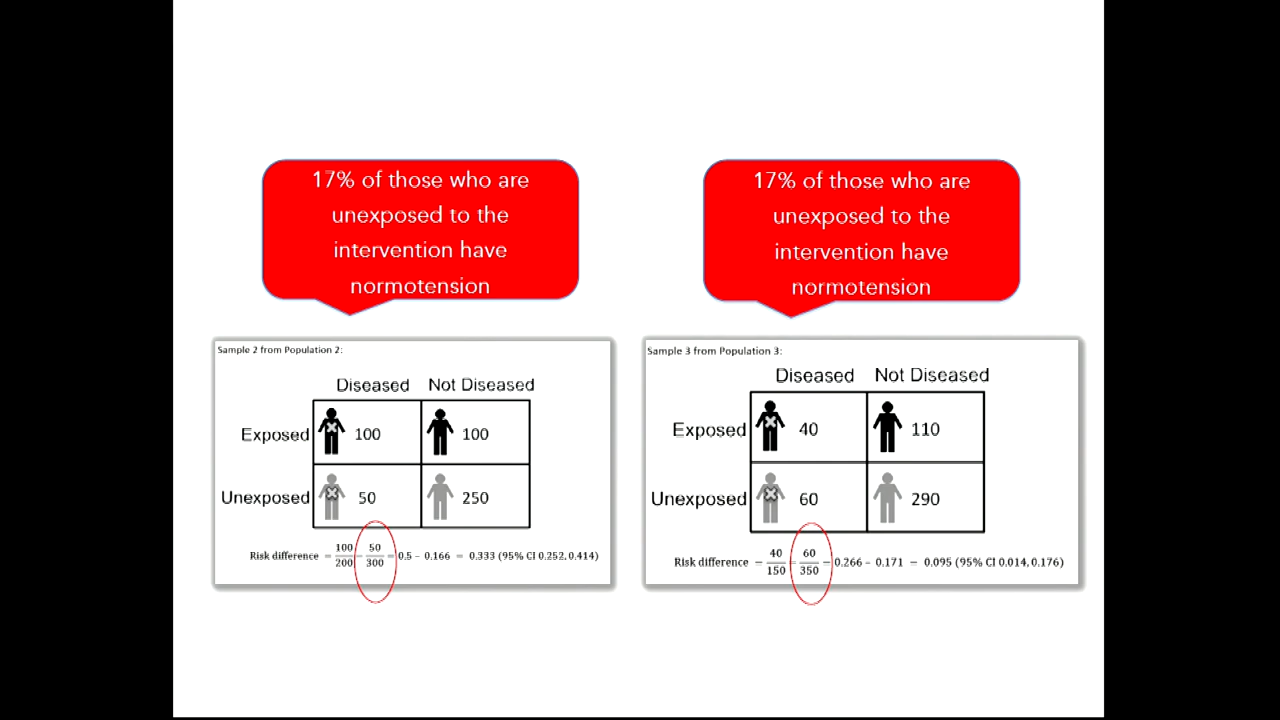 17% of those who are
unexposed to the
intervention have
normotension
17% of those who are
unexposed to the
intervention have
normotension
Sample 2 from Population 2:
Diseased Not Diseased
Exposed 100 100
Unexposed 50 250
Risk difference = 100/200 - 50/300 = 0.5 − 0.166 = 0.333 (95% CI 0.252, 0.414)
Sample 3 from Population 3:
Diseased Not Diseased
Exposed 40 110
Unexposed 60 290
Risk difference = 40/150 - 60/350 = 0.266 − 0.171 = 0.095 (95% CI 0.014, 0.176)